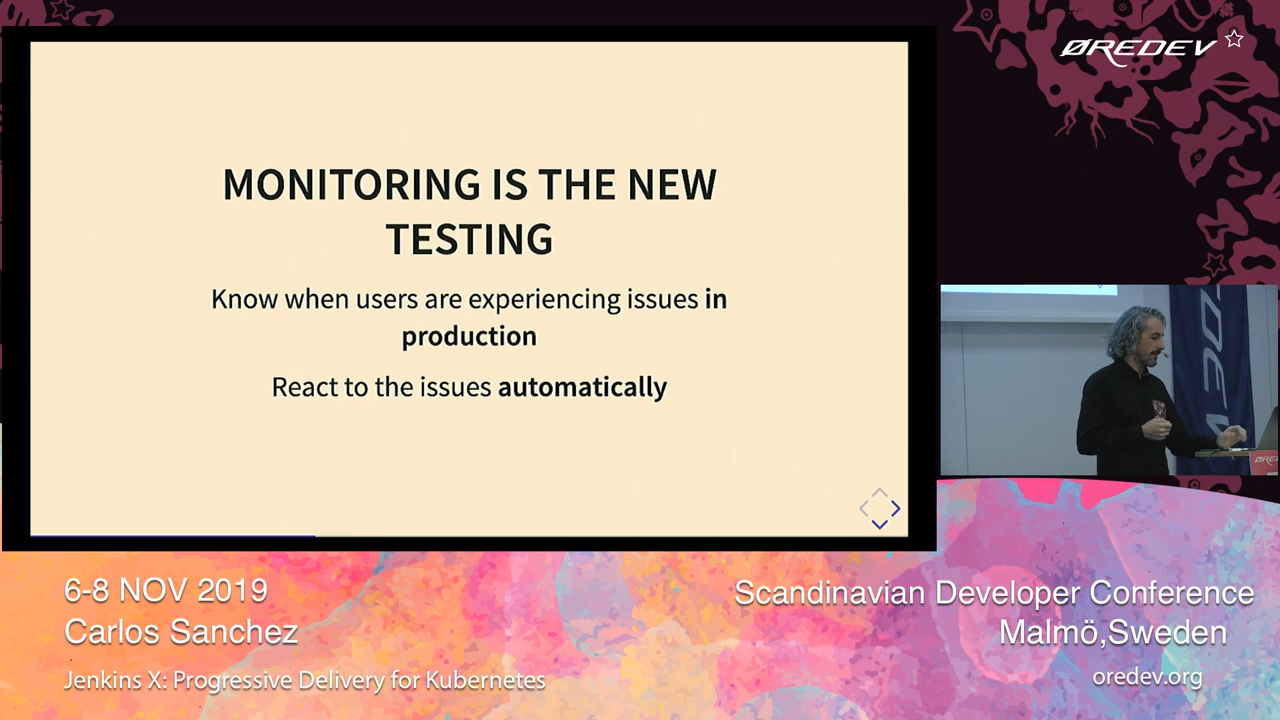 ØREDEV
MONITORING IS THE NEW
TESTING
Know when users are experiencing issues in
production
React to the issues automatically
6-8 NOV 2019
Carlos Sanchez
Jenkins X: Progressive Delivery for Kubernetes
Scandinavian Developer Conference
Malmö,Sweden
oredev.org